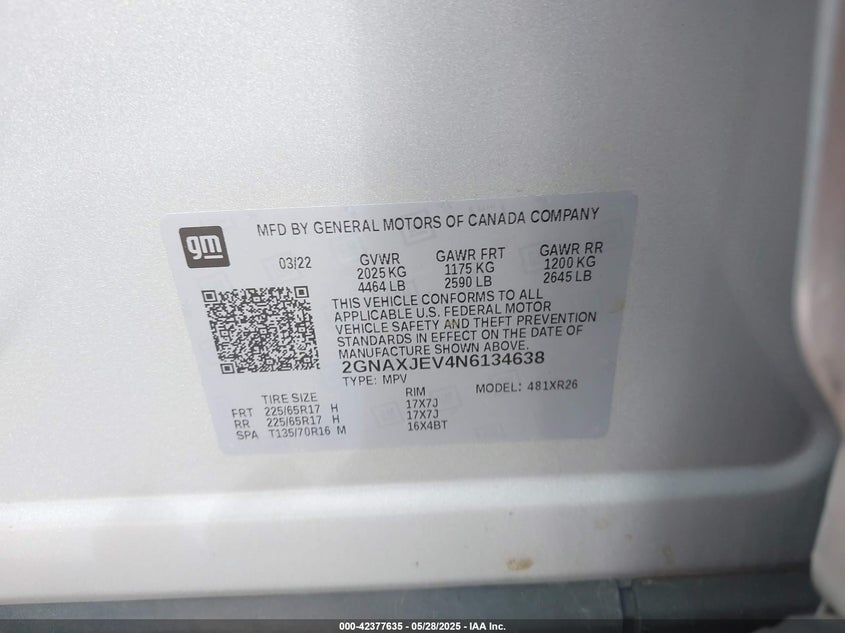 gm
MFD BY GENERAL MOTORS OF CANADA COMPANY
03/22 GVWR GAWR FRT GAWR RR
2025 KG 1175 KG 1200 KG
4464 LB 2590 LB 2645 LB
THIS VEHICLE CONFORMS TO ALL
APPLICABLE U.S. FEDERAL MOTOR
VEHICLE SAFETY AND THEFT PREVENTION
STANDARDS IN EFFECT ON THE DATE OF
MANUFACTURE SHOWN ABOVE.
2GNAXJEV4N6134638
TYPE: MPV MODEL: 481XR26
TIRE SIZE RIM
FRT 225/65R17 H 17X7J
RR 225/65R17 H 17X7J
SPA T135/70R16 M 16X4BT
000-42377635 - 05/28/2025 - IAA Inc.